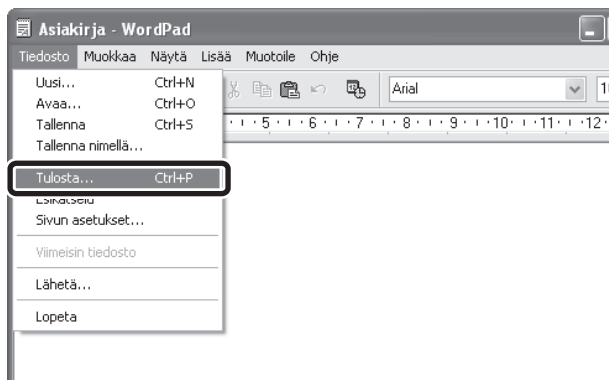 Asiakirja - WordPad
Tiedosto Muokkaa Näytä Lisää Muotoile Ohje
Arial
Uusi... Ctrl+N
Avaa... Ctrl+O
Tallenna Ctrl+S
5 6 7 8 9 10 11 12
Tallenna nimellä...
Tulosta... Ctrl+P
Esikatselu
Sivun asetukset...
Viimeisin tiedosto
Lähetä...
Lopeta